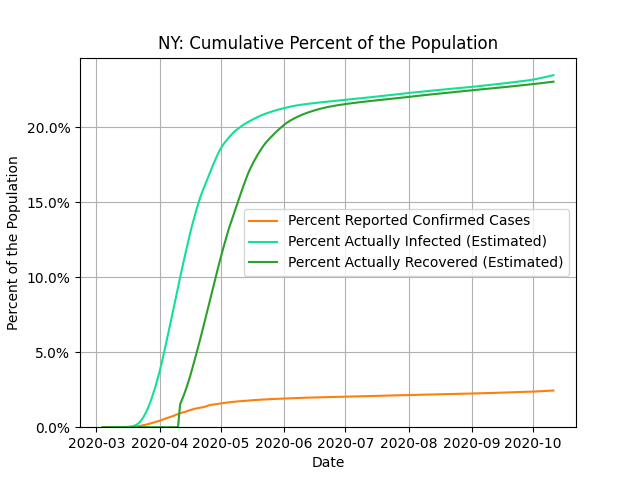 NY: Cumulative Percent of the Population
Percent of the Population
20.0%
15.0%
10.0%
5.0%
0.0%
Percent Reported Confirmed Cases
Percent Actually Infected (Estimated)
Percent Actually Recovered (Estimated)
2020-03 2020-04 2020-05 2020-06 2020-07 2020-08 2020-09 2020-10
Date